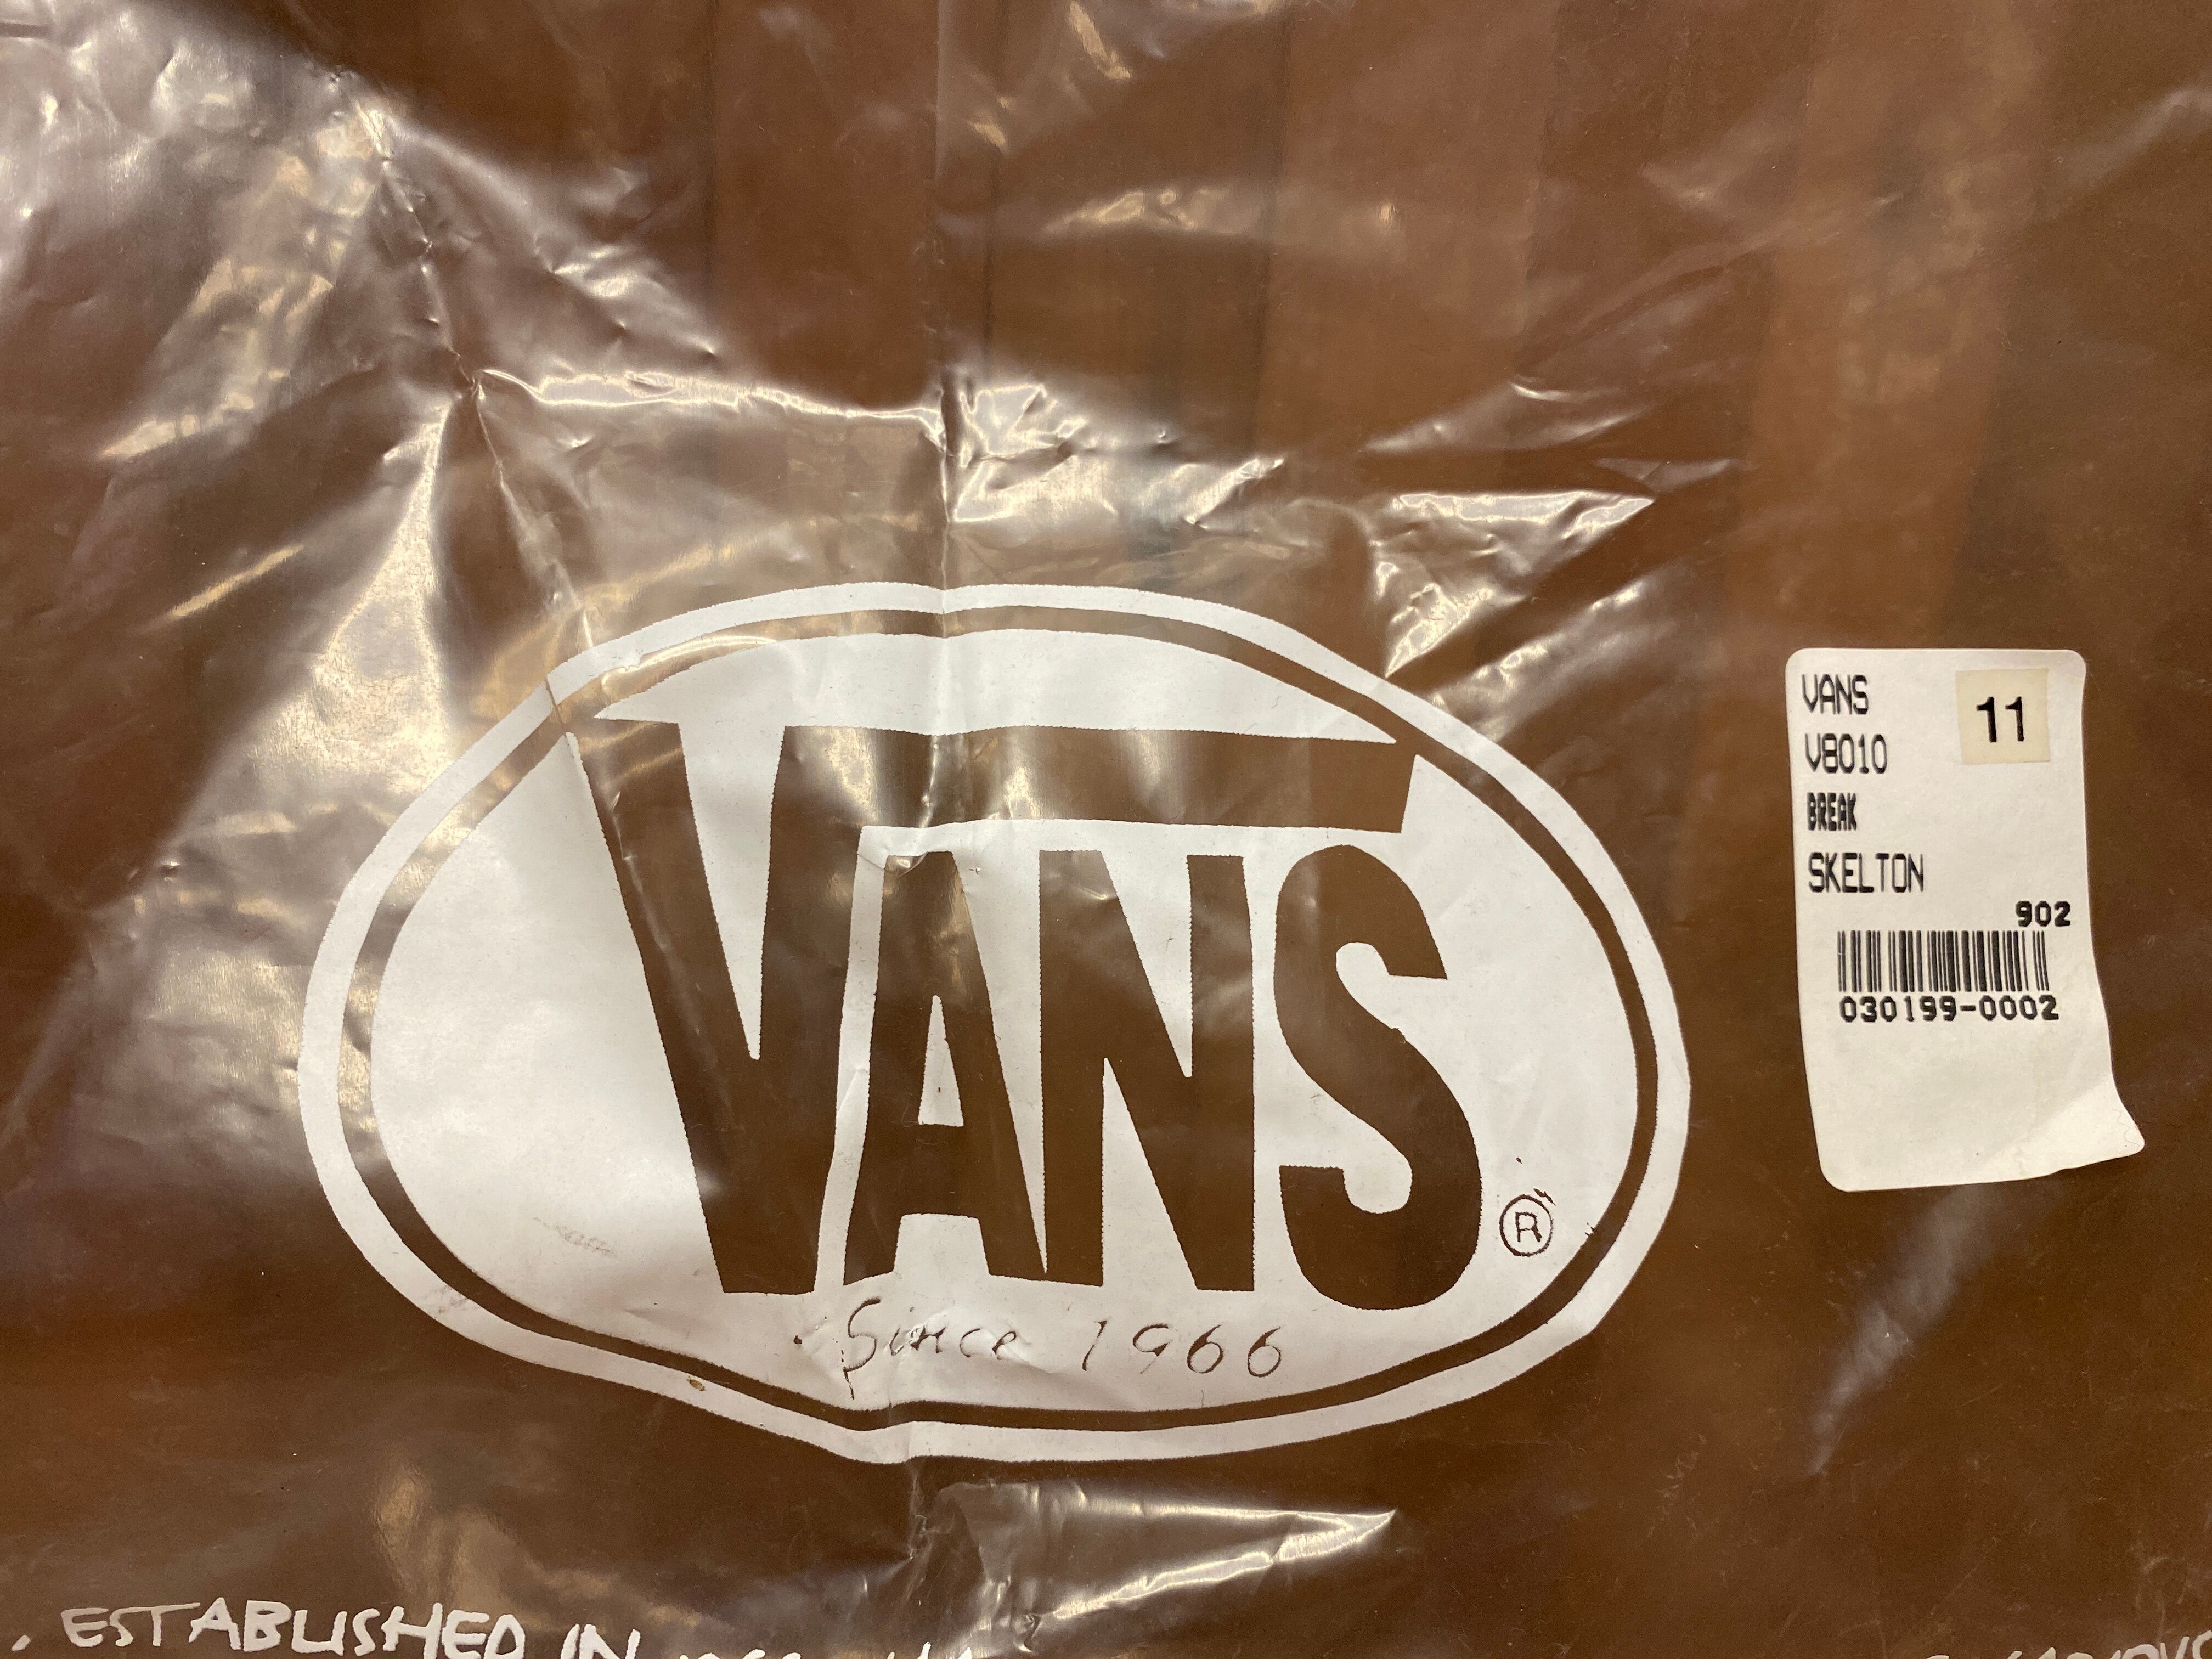 VANS
®
Since 1966
VANS
11
V8010
BREAK
SKELTON
902
030199-0002
. ESTABLISHED IN